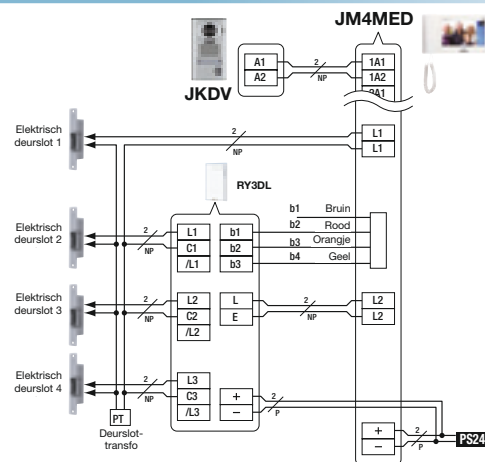 JM4MED
A1
A2
2
NP
1A1
1A2
2A1
JKDV
Elektrisch
deurslot 1
2
NP
L1
L1
RY3DL
Elektrisch
deurslot 2
2
NP
L1
C1
/L1
b1
b2
b3
b1 Bruin
b2 Rood
b3 Orangje
b4 Geel
Elektrisch
deurslot 3
2
NP
L2
C2
/L2
L
E
2
NP
L2
L2
Elektrisch
deurslot 4
2
NP
L3
C3
/L3
+
−
2
P
PT
Deurslot-
transfo
+
−
2
P
PS24